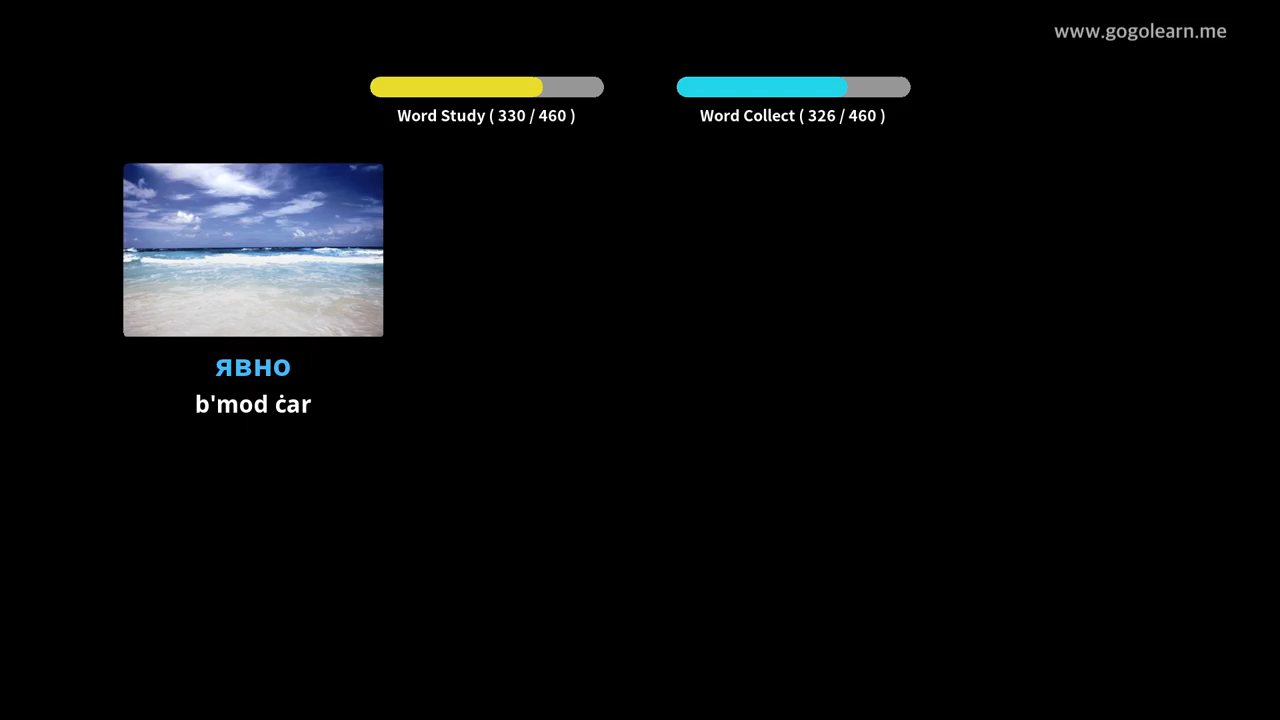 www.gogolearn.me
Word Study ( 330 / 460 )
Word Collect ( 326 / 460 )
явно
b'mod ċar